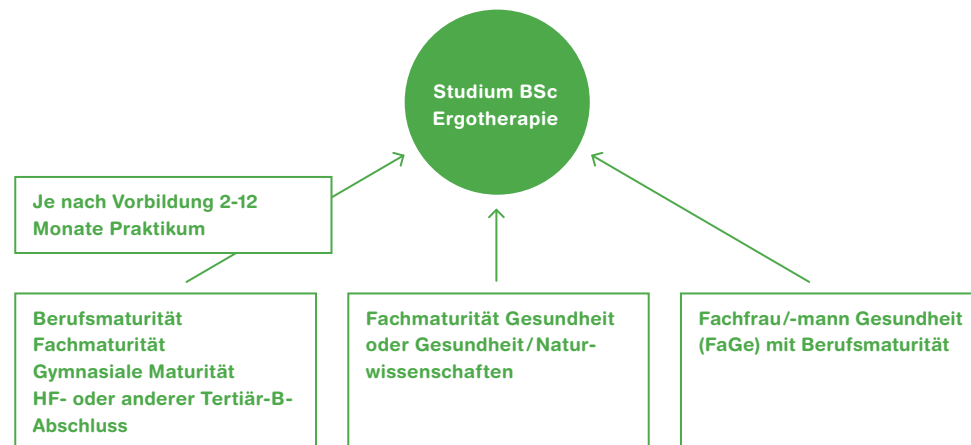 Studium BSc
Ergotherapie
Je nach Vorbildung 2-12
Monate Praktikum
Berufsmaturität
Fachmaturität
Gymnasiale Maturität
HF- oder anderer Tertiär-B-
Abschluss
Fachmaturität Gesundheit
oder Gesundheit/Natur-
wissenschaften
Fachfrau/-mann Gesundheit
(FaGe) mit Berufsmaturität